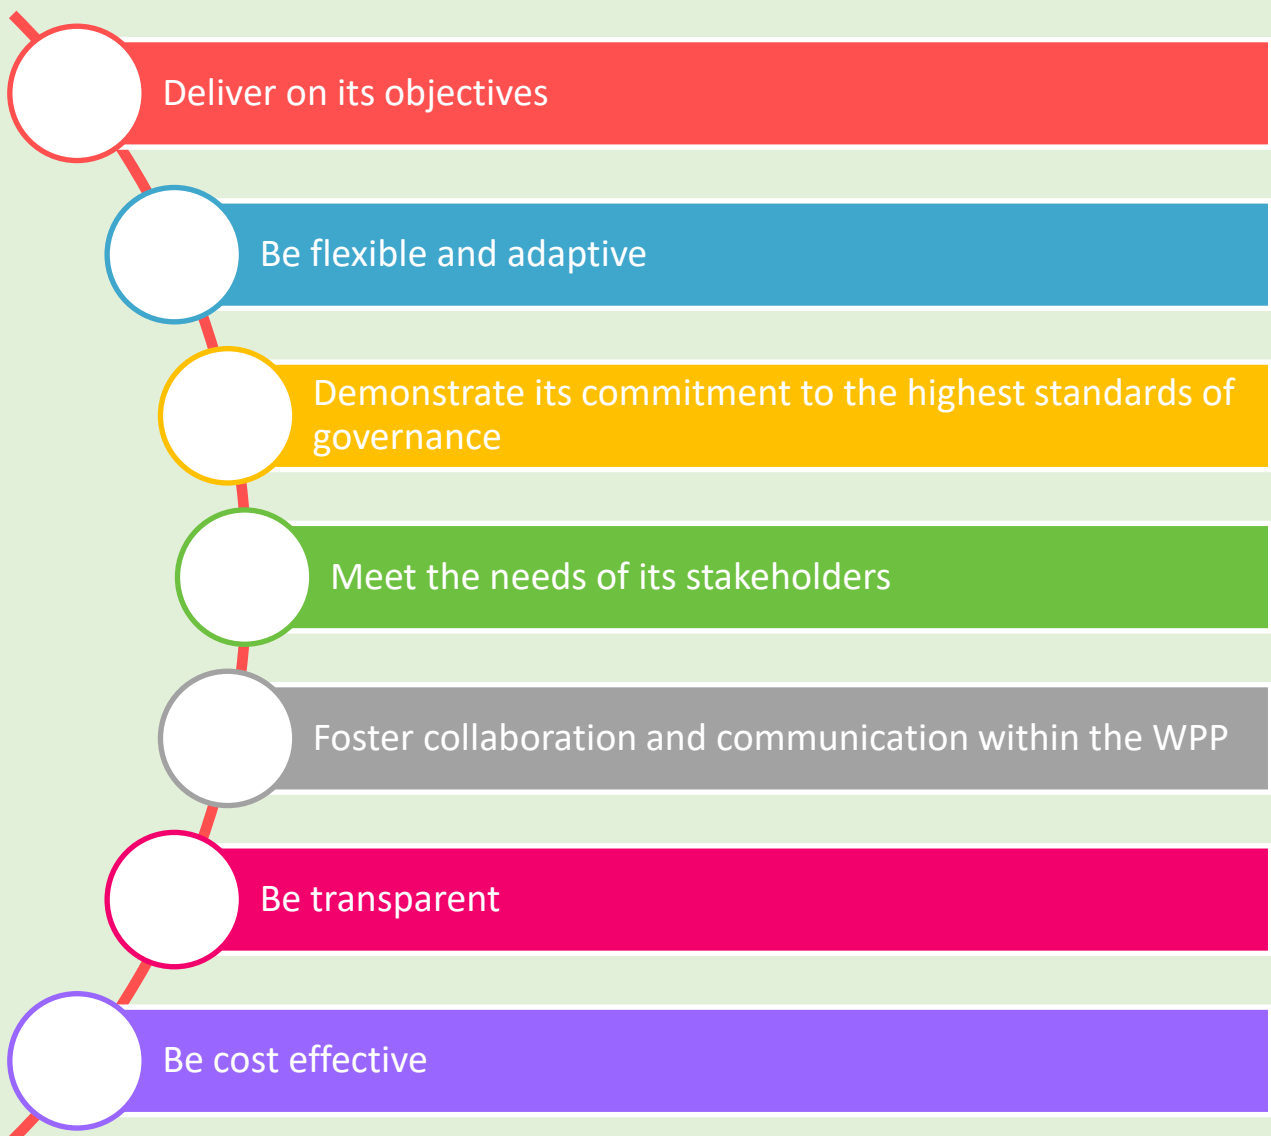 Deliver on its objectives
Be flexible and adaptive
Demonstrate its commitment to the highest standards of
governance
Meet the needs of its stakeholders
Foster collaboration and communication within the WPP
Be transparent
Be cost effective